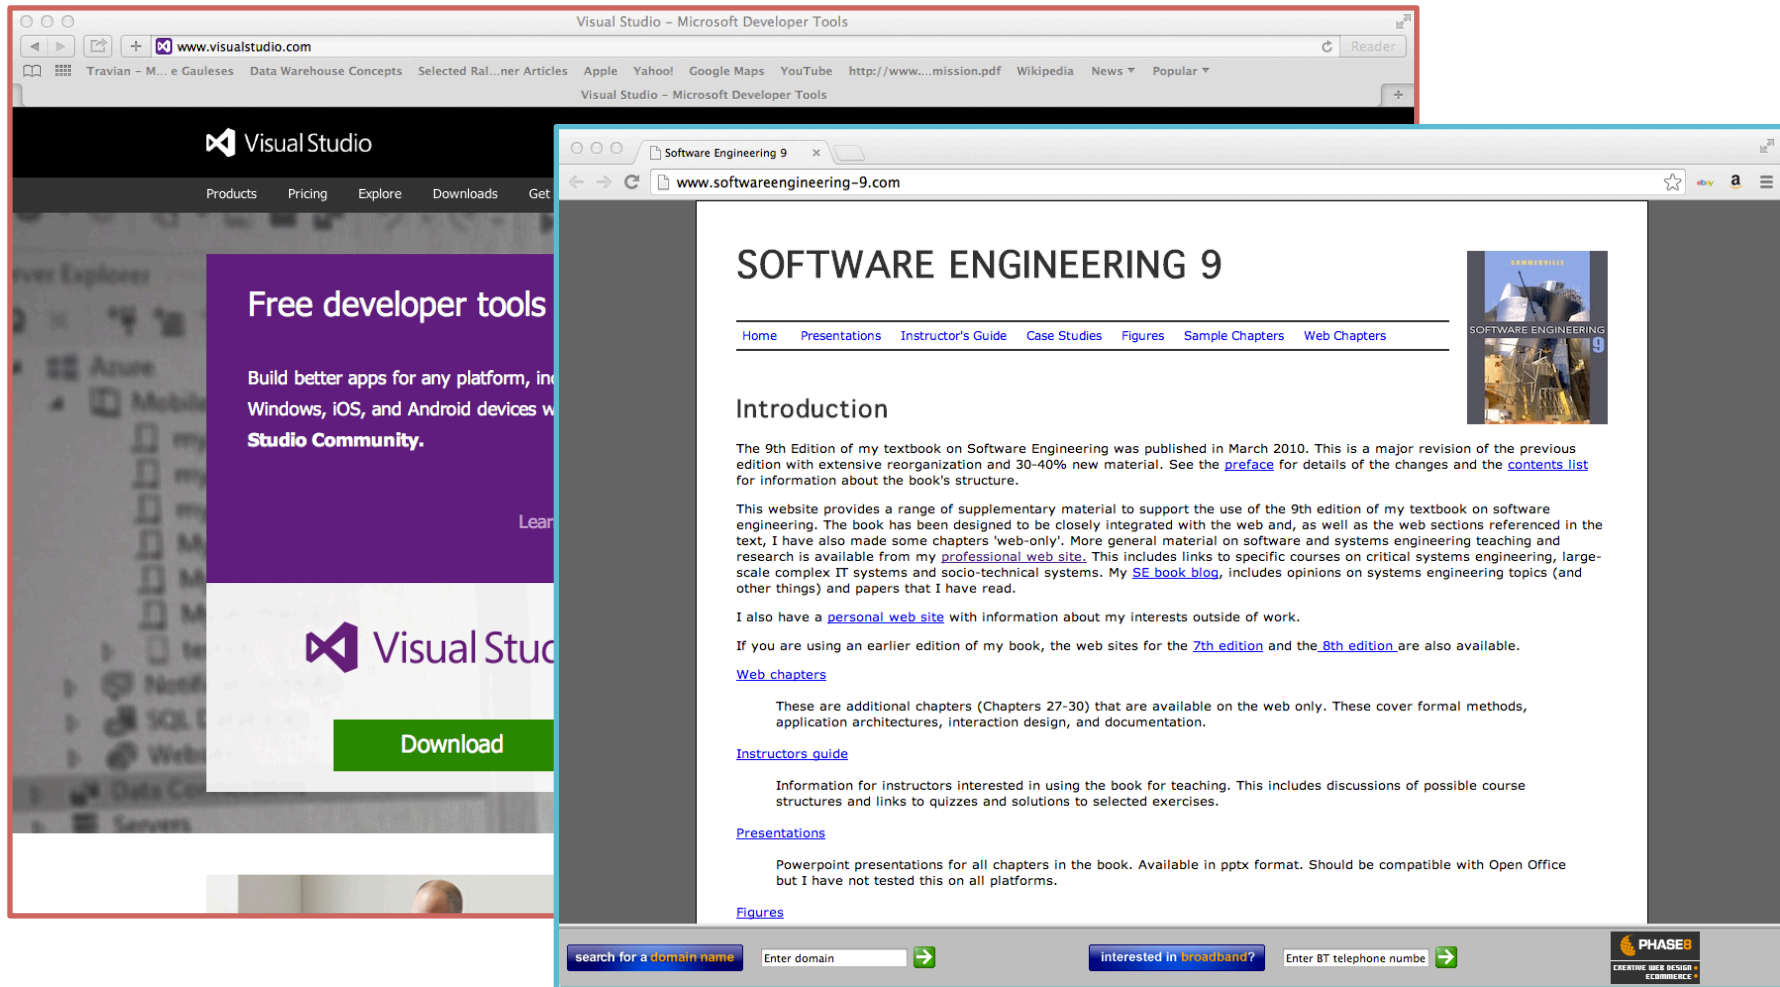 Visual Studio – Microsoft Developer Tools
www.visualstudio.com
Reader
Travian – M... e Gauleses Data Warehouse Concepts Selected Ral...ner Articles Apple Yahoo! Google Maps YouTube http://www....mission.pdf Wikipedia News Popular
Visual Studio – Microsoft Developer Tools
Visual Studio
Products Pricing Explore Downloads Get
Free developer tools
Build better apps for any platform, inc
Windows, iOS, and Android devices w
Studio Community.
Lear
Visual Stud
Download
Azure
Servers
Software Engineering 9
www.softwareengineering-9.com
ebay a
SOFTWARE ENGINEERING 9
SOMMERVILLE
SOFTWARE ENGINEERING
9
Home Presentations Instructor's Guide Case Studies Figures Sample Chapters Web Chapters
Introduction
The 9th Edition of my textbook on Software Engineering was published in March 2010. This is a major revision of the previous
edition with extensive reorganization and 30-40% new material. See the preface for details of the changes and the contents list
for information about the book's structure.
This website provides a range of supplementary material to support the use of the 9th edition of my textbook on software
engineering. The book has been designed to be closely integrated with the web and, as well as the web sections referenced in the
text, I have also made some chapters 'web-only'. More general material on software and systems engineering teaching and
research is available from my professional web site. This includes links to specific courses on critical systems engineering, large-
scale complex IT systems and socio-technical systems. My SE book blog, includes opinions on systems engineering topics (and
other things) and papers that I have read.
I also have a personal web site with information about my interests outside of work.
If you are using an earlier edition of my book, the web sites for the 7th edition and the 8th edition are also available.
Web chapters
These are additional chapters (Chapters 27-30) that are available on the web only. These cover formal methods,
application architectures, interaction design, and documentation.
Instructors guide
Information for instructors interested in using the book for teaching. This includes discussions of possible course
structures and links to quizzes and solutions to selected exercises.
Presentations
Powerpoint presentations for all chapters in the book. Available in pptx format. Should be compatible with Open Office
but I have not tested this on all platforms.
Figures
search for a domain name Enter domain interested in broadband? Enter BT telephone numbe
PHASE8
CREATIVE WEB DESIGN
ECOMMERCE